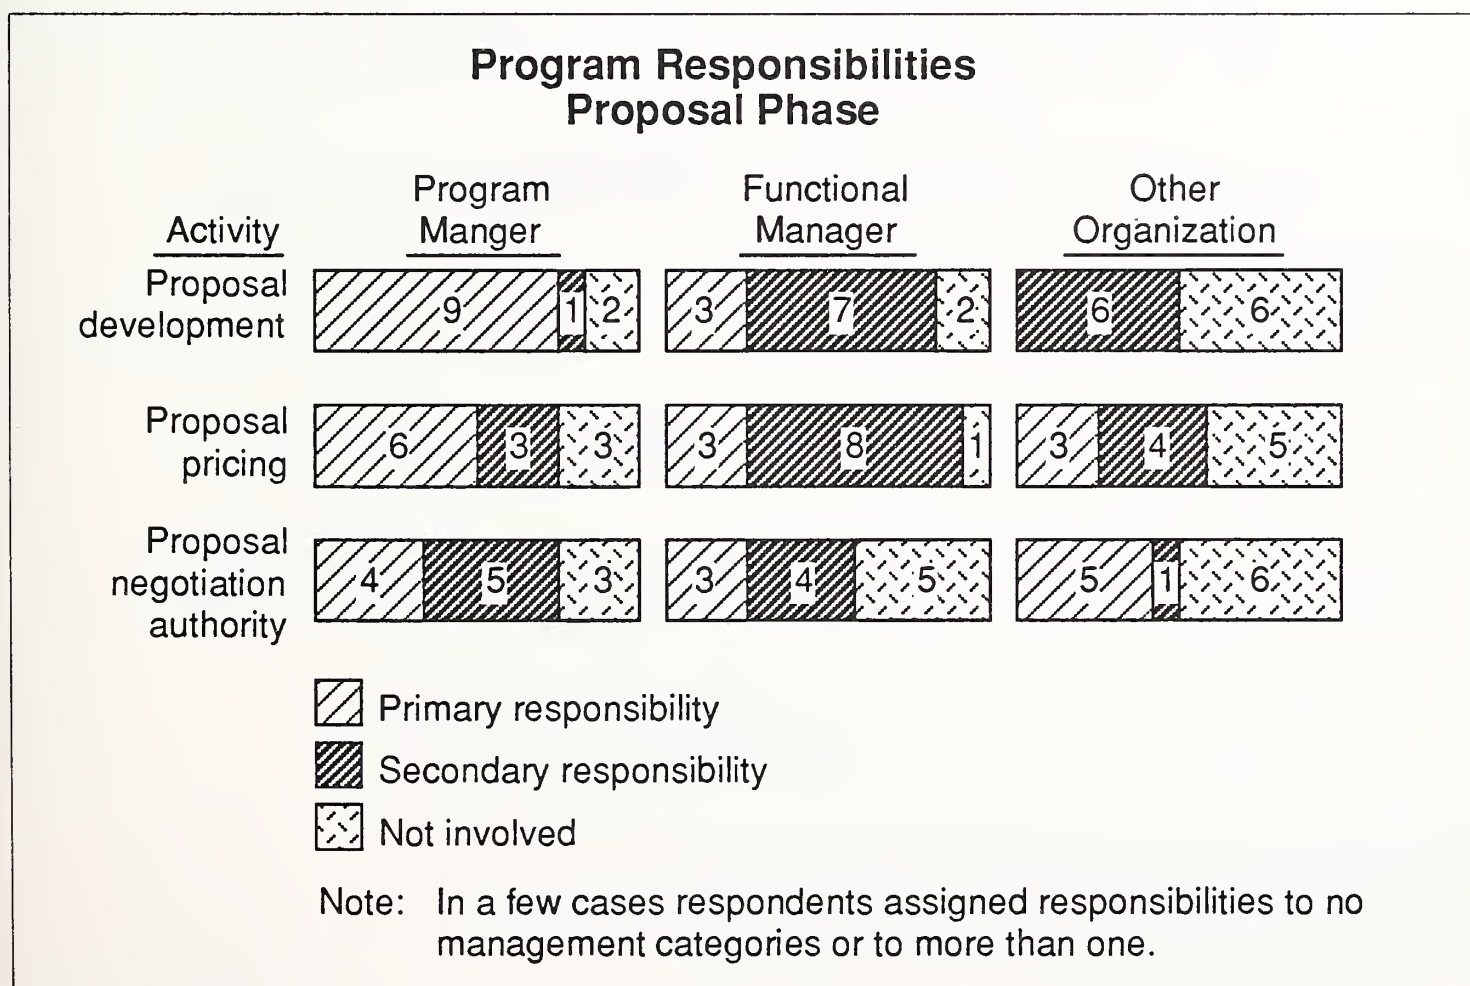 Program Responsibilities
Proposal Phase
Activity
Program
Manger
Functional
Manager
Other
Organization
Proposal
development
9 1 2 3 7 2 6 6
Proposal
pricing
6 3 3 3 8 1 3 4 5
Proposal
negotiation
authority
4 5 3 3 4 5 5 1 6
Primary responsibility
Secondary responsibility
Not involved
Note: In a few cases respondents assigned responsibilities to no
management categories or to more than one.